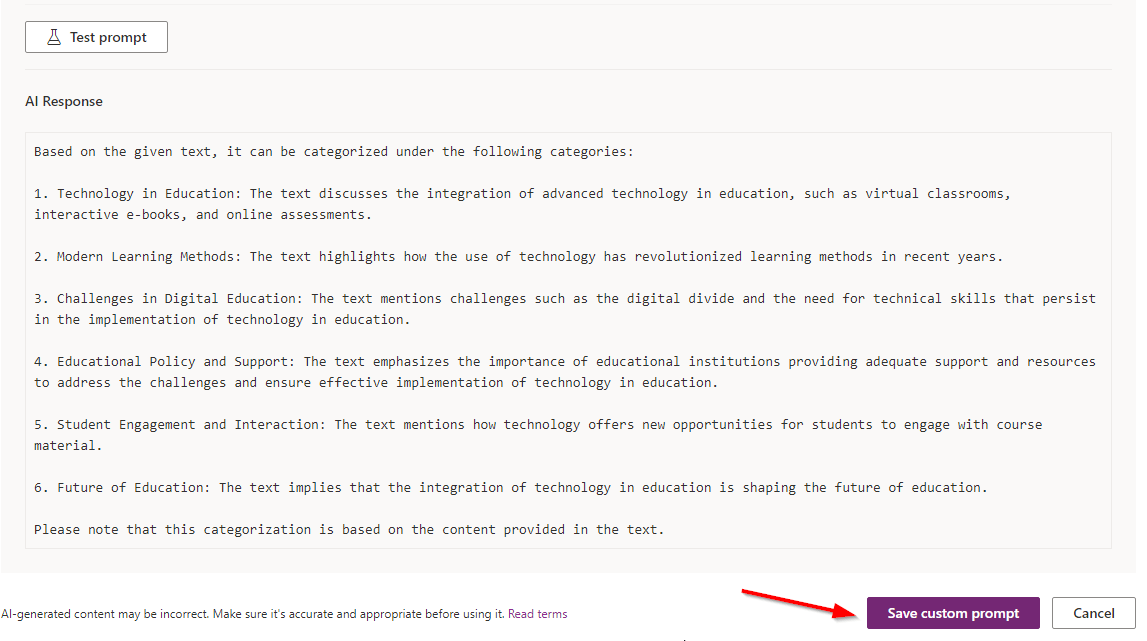 Test prompt
AI Response
Based on the given text, it can be categorized under the following categories:
1. Technology in Education: The text discusses the integration of advanced technology in education, such as virtual classrooms,
interactive e-books, and online assessments.
2. Modern Learning Methods: The text highlights how the use of technology has revolutionized learning methods in recent years.
3. Challenges in Digital Education: The text mentions challenges such as the digital divide and the need for technical skills that persist
in the implementation of technology in education.
4. Educational Policy and Support: The text emphasizes the importance of educational institutions providing adequate support and resources
to address the challenges and ensure effective implementation of technology in education.
5. Student Engagement and Interaction: The text mentions how technology offers new opportunities for students to engage with course
material.
6. Future of Education: The text implies that the integration of technology in education is shaping the future of education.
Please note that this categorization is based on the content provided in the text.
AI-generated content may be incorrect. Make sure it's accurate and appropriate before using it. Read terms
Save custom prompt
Cancel